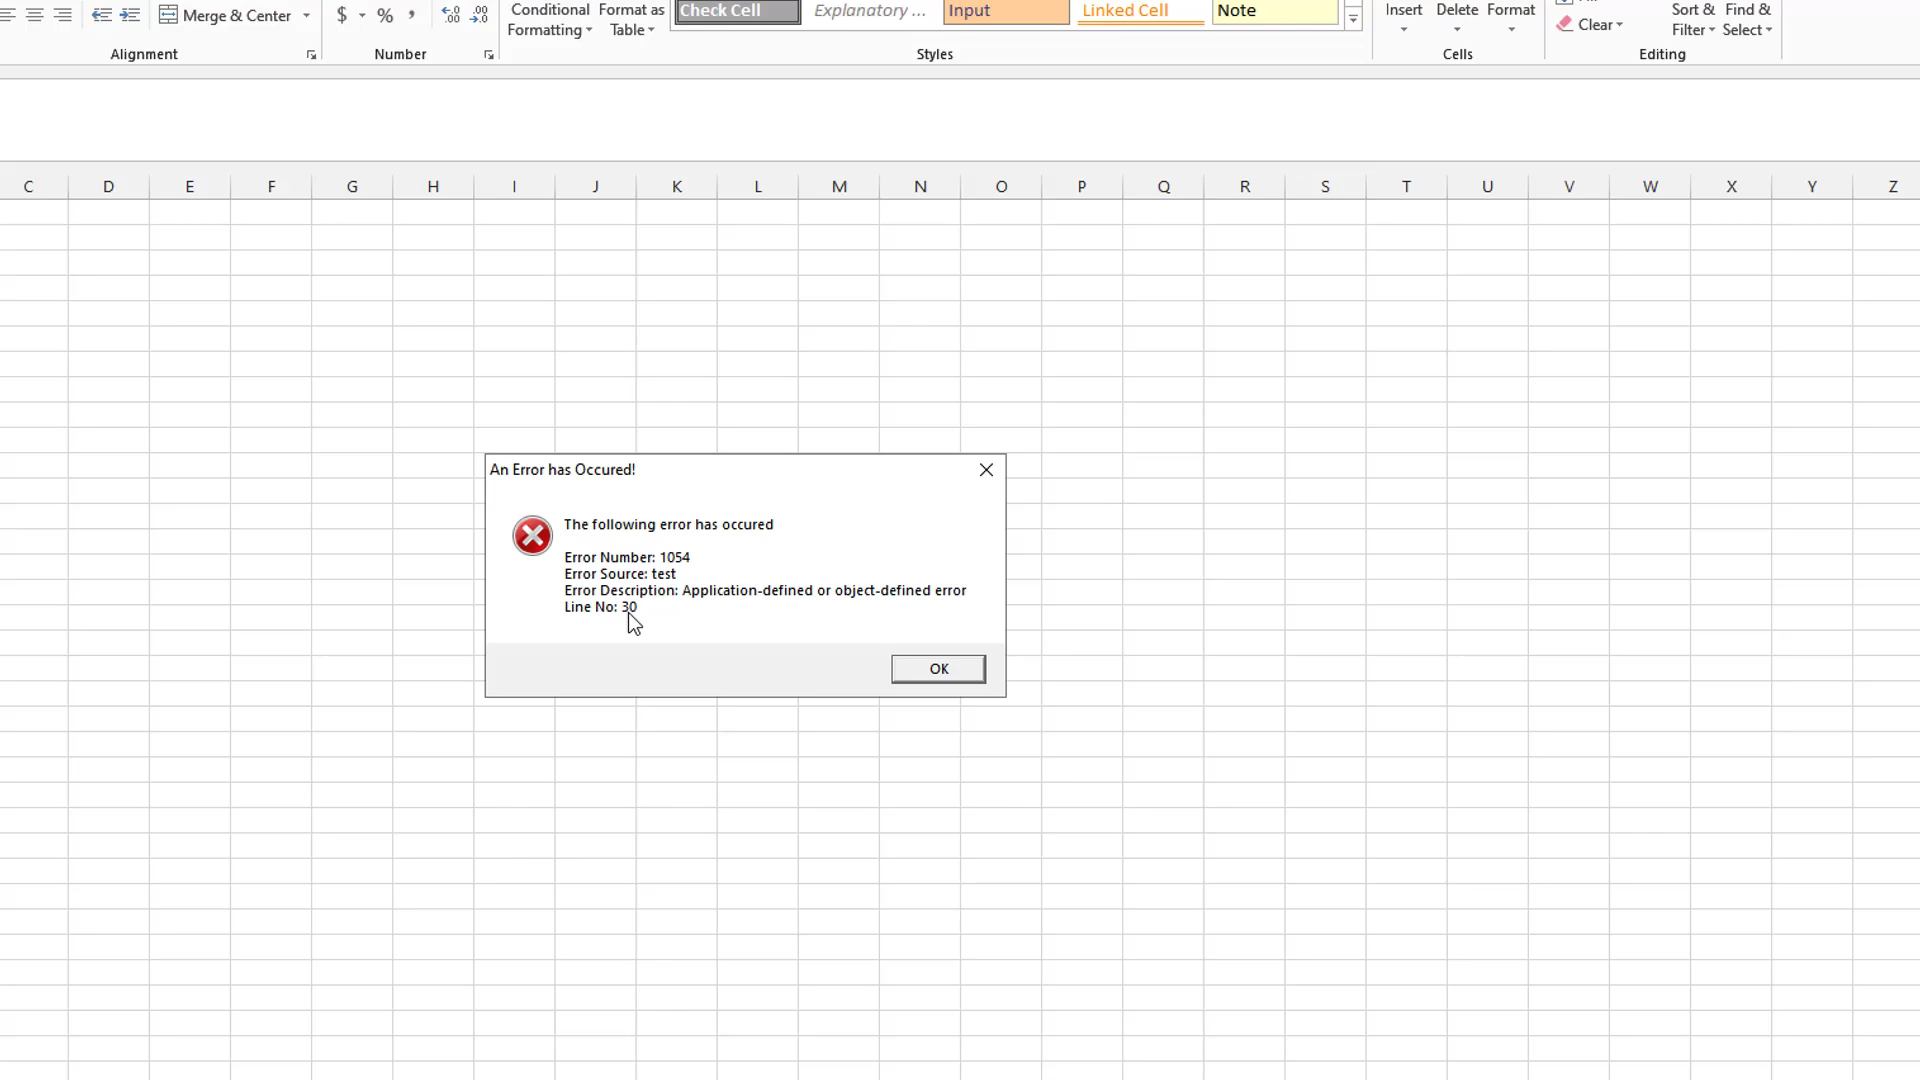 Merge & Center
$ % ,
Conditional
Formatting
Format as
Table
Check Cell
Explanatory ...
Input
Linked Cell
Note
Insert
Delete
Format
Clear
Sort &
Filter
Find &
Select
Alignment
Number
Styles
Cells
Editing
C D E F G H I J K L M N O P Q R S T U V W X Y Z
An Error has Occured!
The following error has occured
Error Number: 1054
Error Source: test
Error Description: Application-defined or object-defined error
Line No: 30
OK